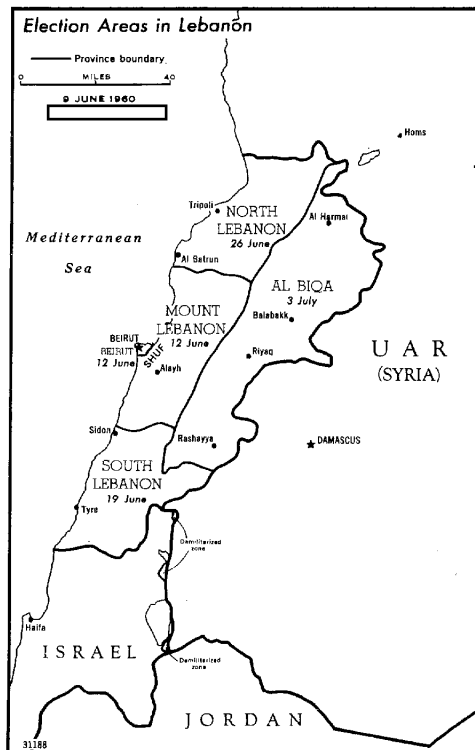 Election Areas in Lebanon
Province boundary
0 MILES 40
9 JUNE 1960
Homs
Tripoli
NORTH
LEBANON
26 June
Al Harmal
Mediterranean
Sea
Al Batrun
AL BIQA
3 July
MOUNT
LEBANON
12 June
Balabakk
BEIRUT
BEIRUT
12 June
SHUF
Alayh
Riyaq
UAR
(SYRIA)
Sidon
Rashayya
DAMASCUS
SOUTH
LEBANON
19 June
Tyre
Demilitarized
zone
Haifa
ISRAEL
Demilitarized
zone
JORDAN
31188